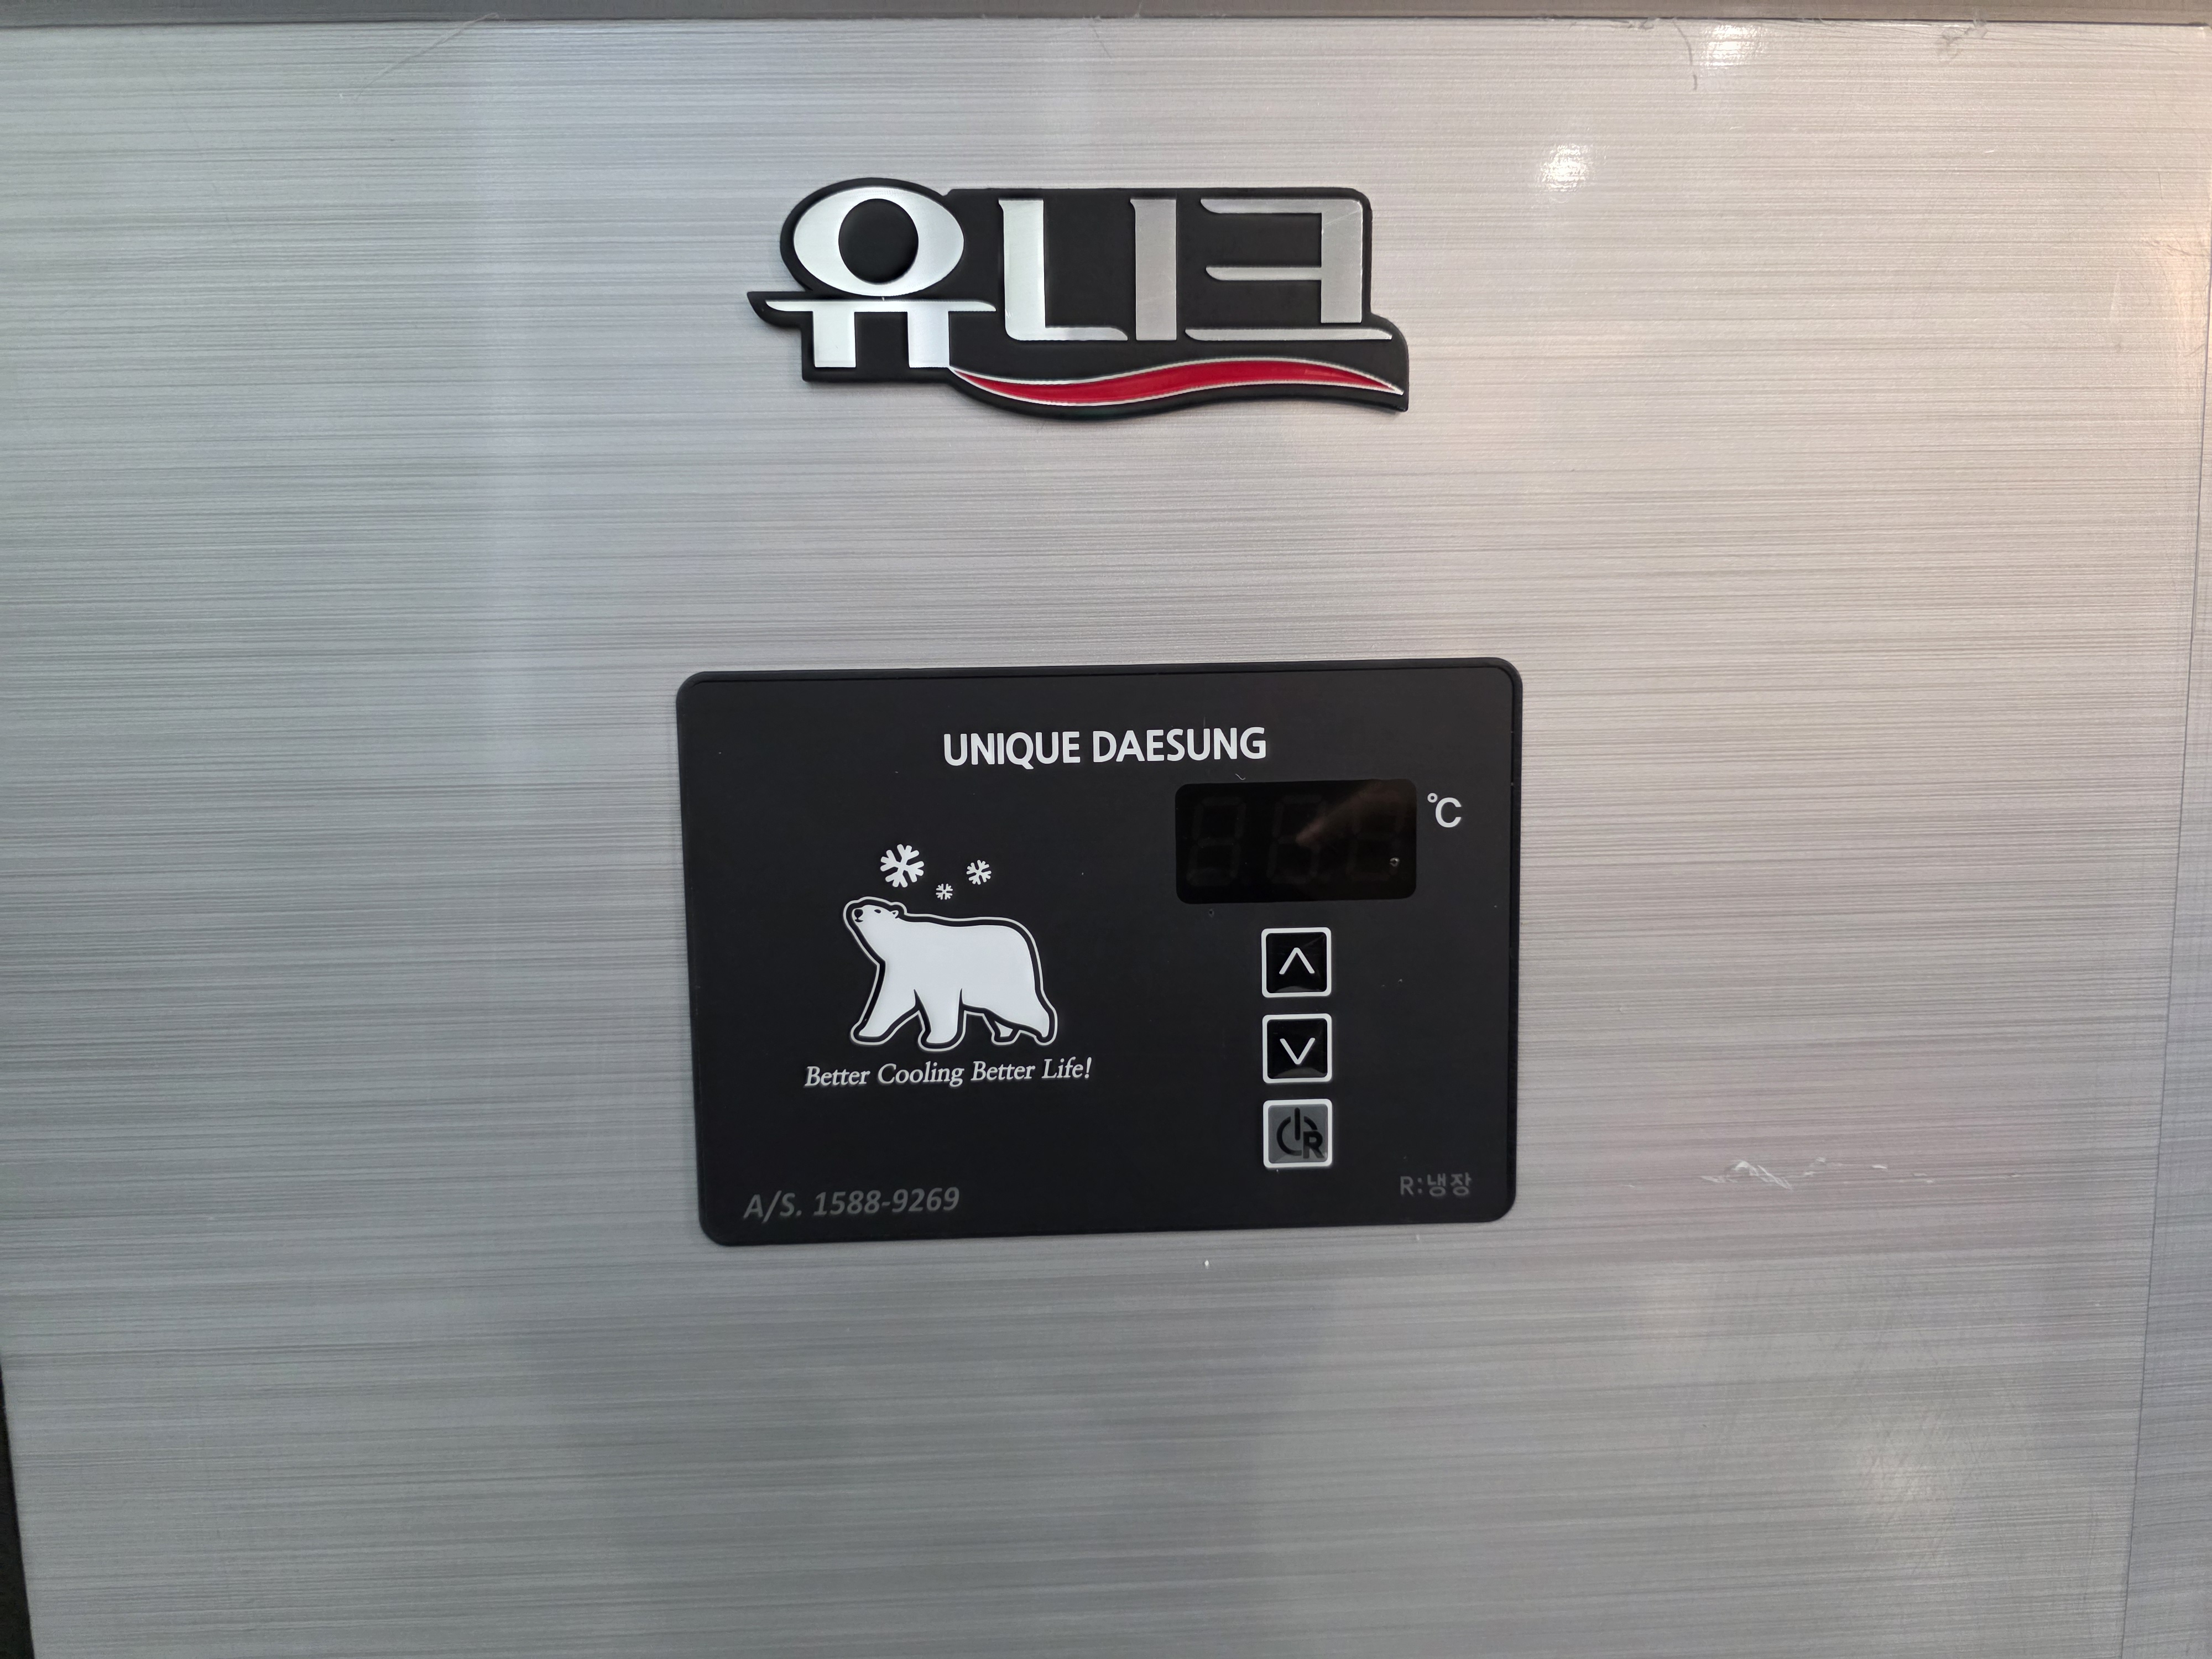 유니크
UNIQUE DAESUNG
℃
Better Cooling Better Life!
R
A/S. 1588-9269
R:냉장